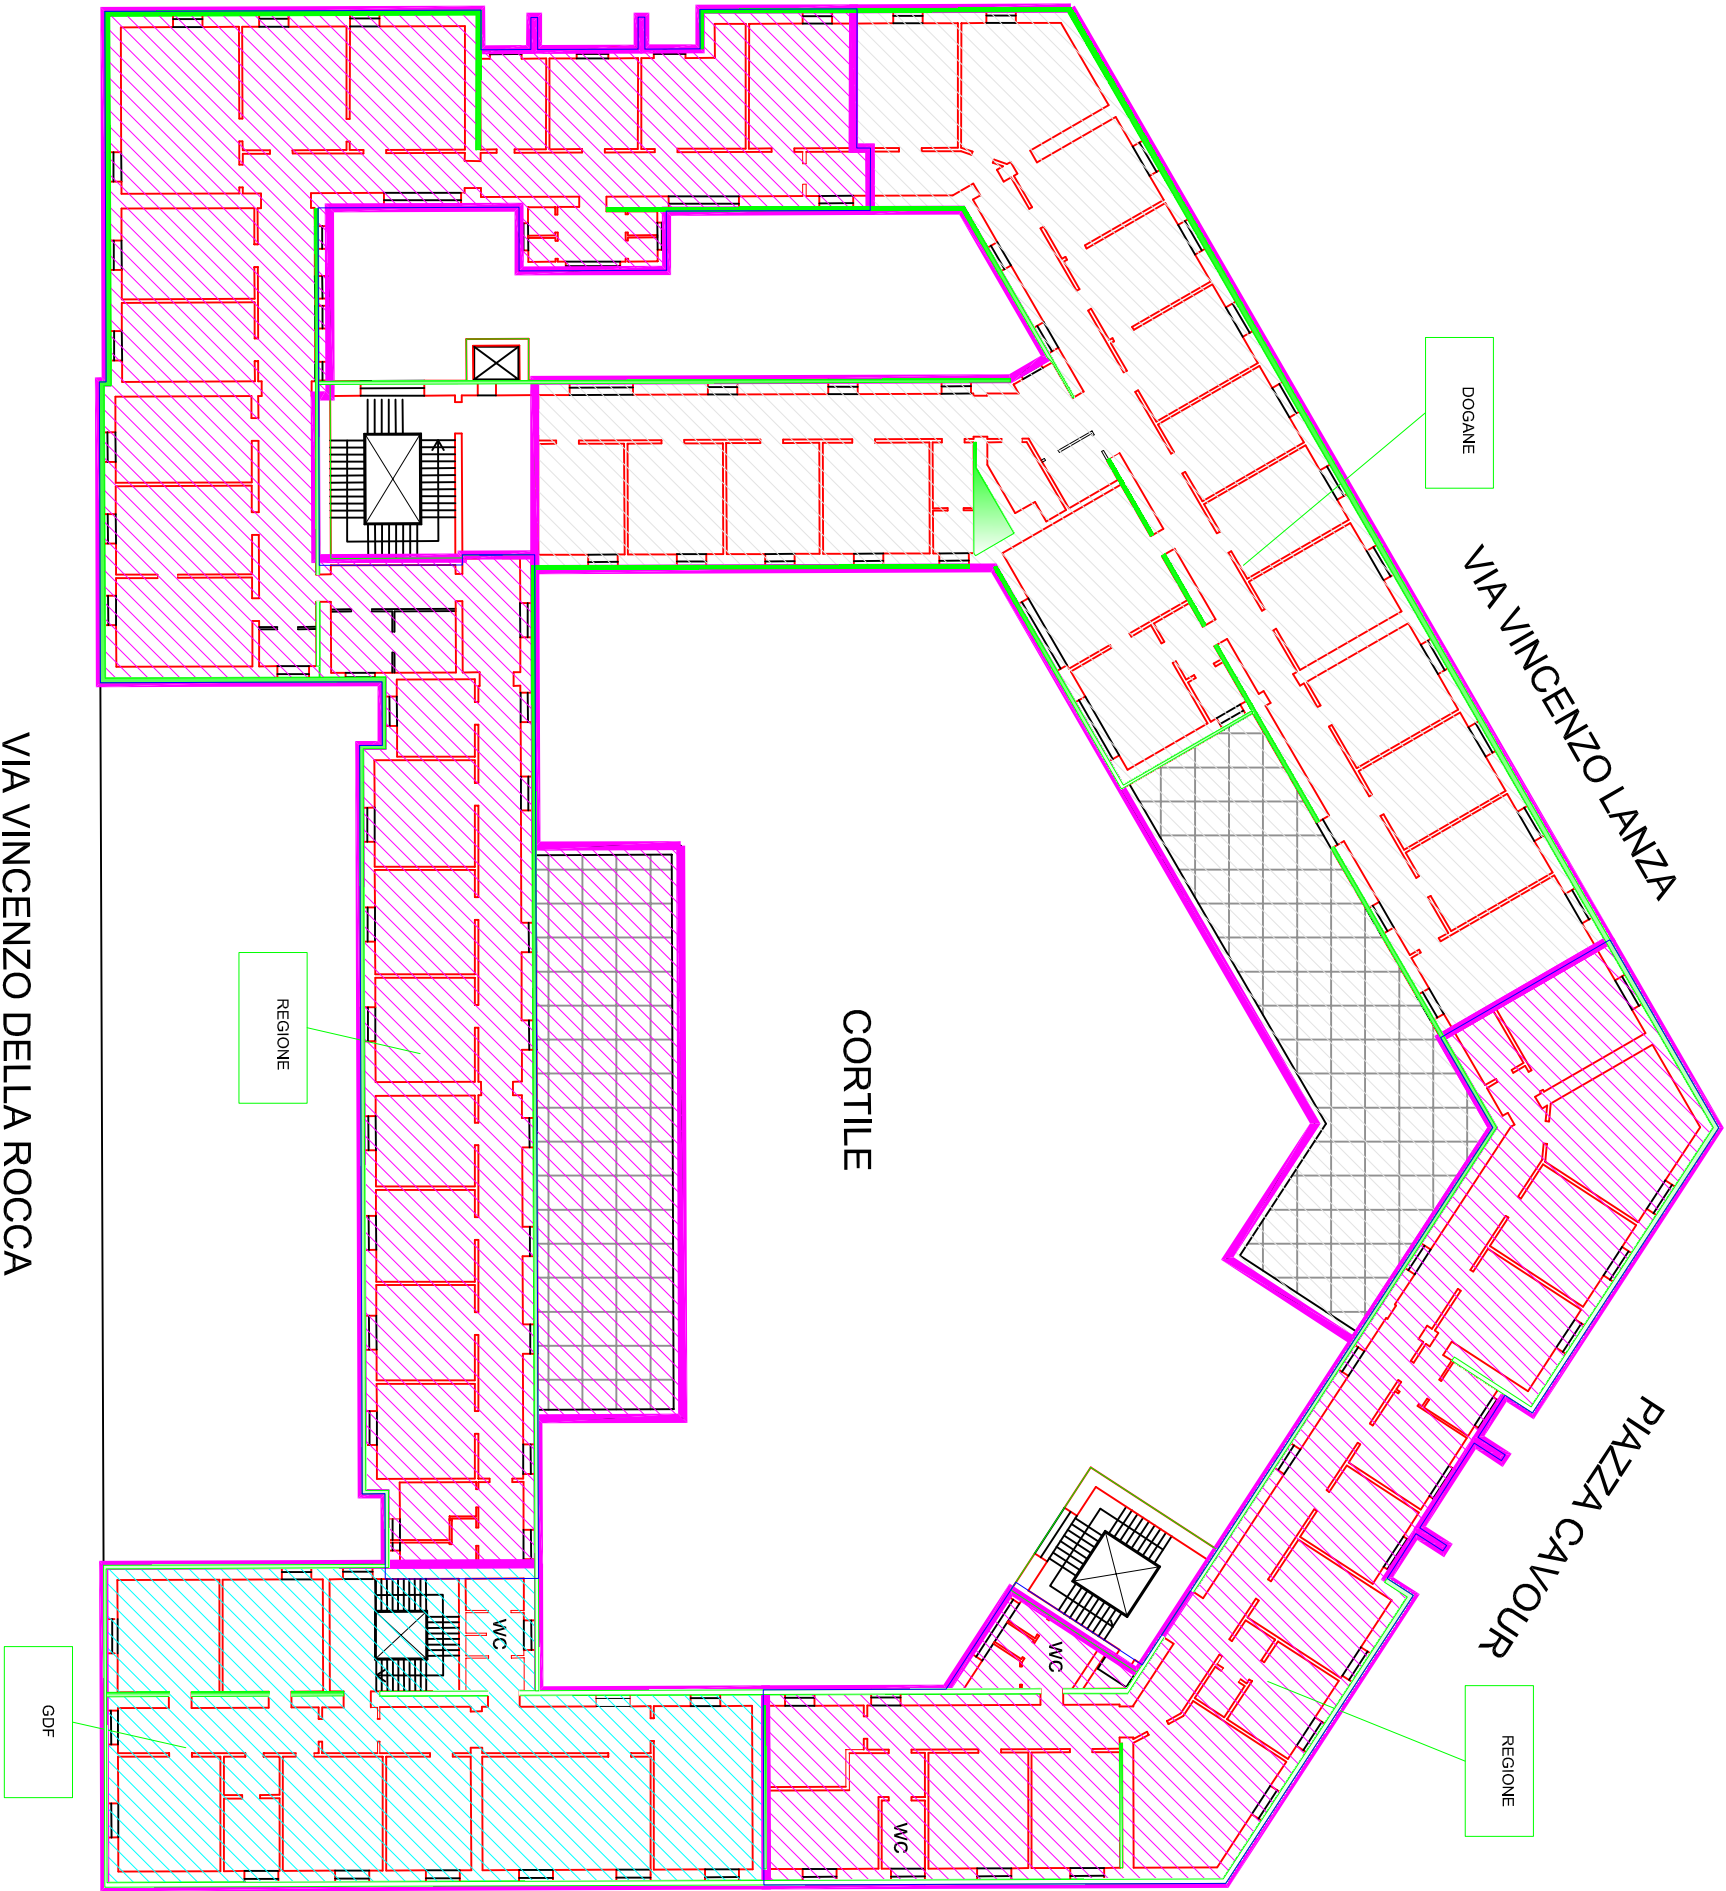 DOGANE
VIA VINCENZO LANZA
CORTILE
REGIONE
VIA VINCENZO DELLA ROCCA
PIAZZA CAVOUR
WC
WC
WC
GDF
REGIONE